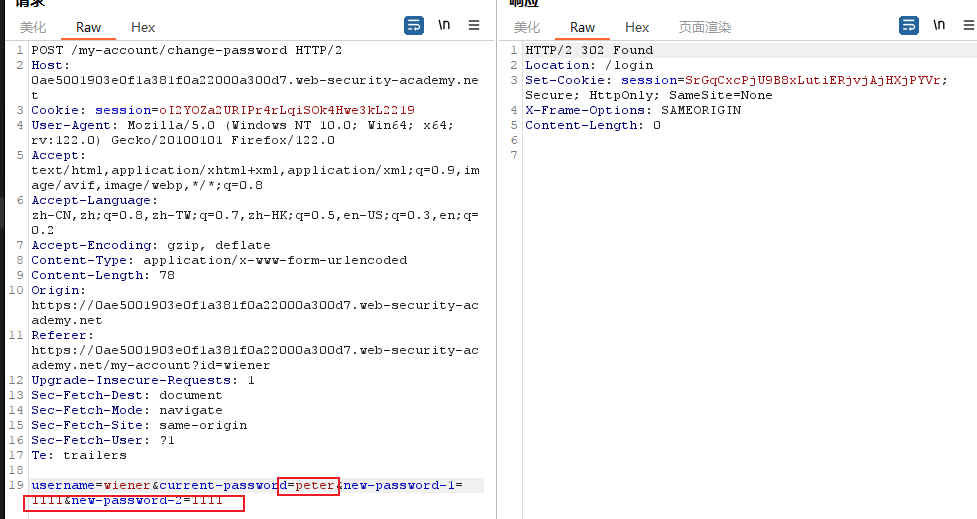 请求
美化 Raw Hex
\n
1 POST /my-account/change-password HTTP/2
2 Host:
0ae5001903e0f1a381f0a22000a300d7.web-security-academy.ne
t
3 Cookie: session=oI2YOZa2URIPr4rLqiSOk4Hwe3kL2219
4 User-Agent: Mozilla/5.0 (Windows NT 10.0; Win64; x64;
rv:122.0) Gecko/20100101 Firefox/122.0
5 Accept:
text/html,application/xhtml+xml,application/xml;q=0.9,im
age/avif,image/webp,*/*;q=0.8
6 Accept-Language:
zh-CN,zh;q=0.8,zh-TW;q=0.7,zh-HK;q=0.5,en-US;q=0.3,en;q=
0.2
7 Accept-Encoding: gzip, deflate
8 Content-Type: application/x-www-form-urlencoded
9 Content-Length: 78
10 Origin:
https://0ae5001903e0f1a381f0a22000a300d7.web-security-ac
ademy.net
11 Referer:
https://0ae5001903e0f1a381f0a22000a300d7.web-security-ac
ademy.net/my-account?id=wiener
12 Upgrade-Insecure-Requests: 1
13 Sec-Fetch-Dest: document
14 Sec-Fetch-Mode: navigate
15 Sec-Fetch-Site: same-origin
16 Sec-Fetch-User: ?1
17 Te: trailers
18
19 username=wiener&current-password=peter&new-password-1=
1111&new-password-2=1111
响应
美化 Raw Hex 页面渲染
\n
1 HTTP/2 302 Found
2 Location: /login
3 Set-Cookie: session=SrGqCxcPjU9B8xLutiERjvjAjHXjPYVr;
Secure; HttpOnly; SameSite=None
4 X-Frame-Options: SAMEORIGIN
5 Content-Length: 0
6
7